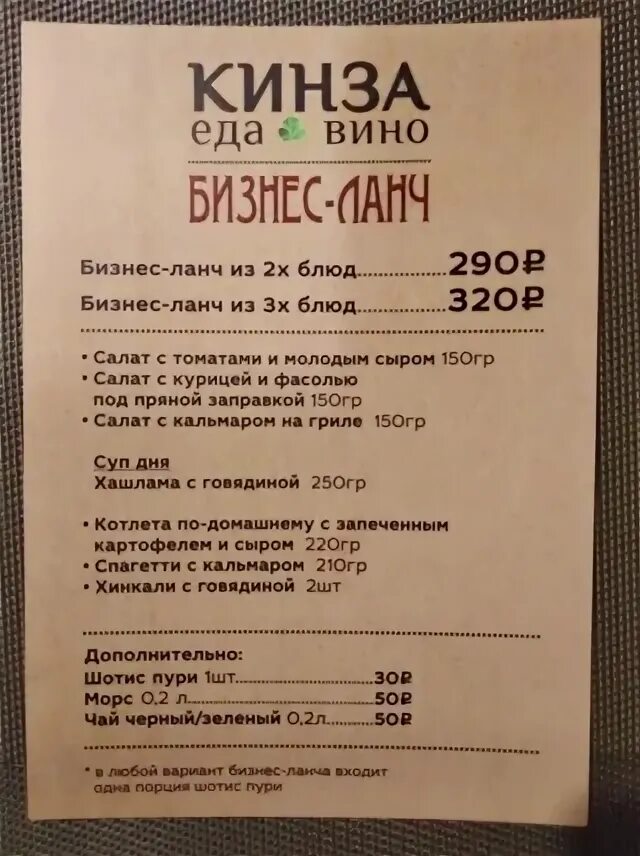 КИНЗА
еда вино
БИЗНЕС-ЛАНЧ
Бизнес-ланч из 2х блюд................290₽
Бизнес-ланч из 3х блюд................320₽
• Салат с томатами и молодым сыром 150гр
• Салат с курицей и фасолью
под пряной заправкой 150гр
• Салат с кальмаром на гриле 150гр
Суп дня
Хашлама с говядиной 250гр
• Котлета по-домашнему с запеченным
картофелем и сыром 220гр
• Спагетти с кальмаром 210гр
• Хинкали с говядиной 2шт
Дополнительно:
Шотис пури 1шт........................30₽
Морс 0,2 л................................50₽
Чай черный/зеленый 0,2л.........50₽
* в любой вариант бизнес-ланча входит
одна порция шотис пури